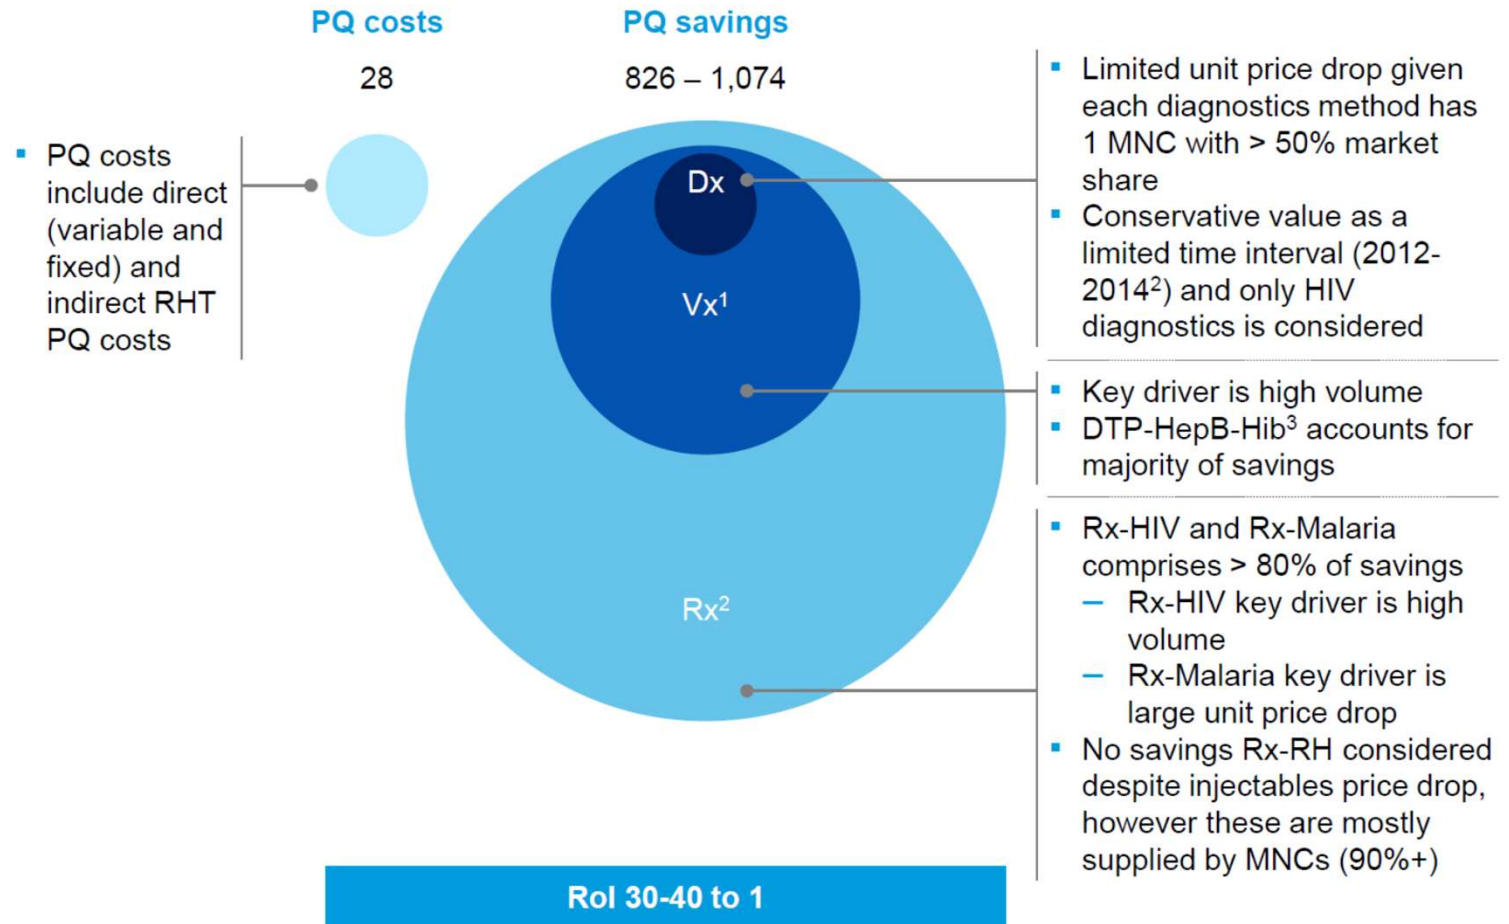 PQ costs
PQ savings
28
826 – 1,074
▪ PQ costs
include direct
(variable and
fixed) and
indirect RHT
PQ costs
Dx
Vx¹
Rx²
▪ Limited unit price drop given
each diagnostics method has
1 MNC with > 50% market
share
▪ Conservative value as a
limited time interval (2012-
2014²) and only HIV
diagnostics is considered
▪ Key driver is high volume
▪ DTP-HepB-Hib³ accounts for
majority of savings
▪ Rx-HIV and Rx-Malaria
comprises > 80% of savings
– Rx-HIV key driver is high
volume
– Rx-Malaria key driver is
large unit price drop
▪ No savings Rx-RH considered
despite injectables price drop,
however these are mostly
supplied by MNCs (90%+)
RoI 30-40 to 1